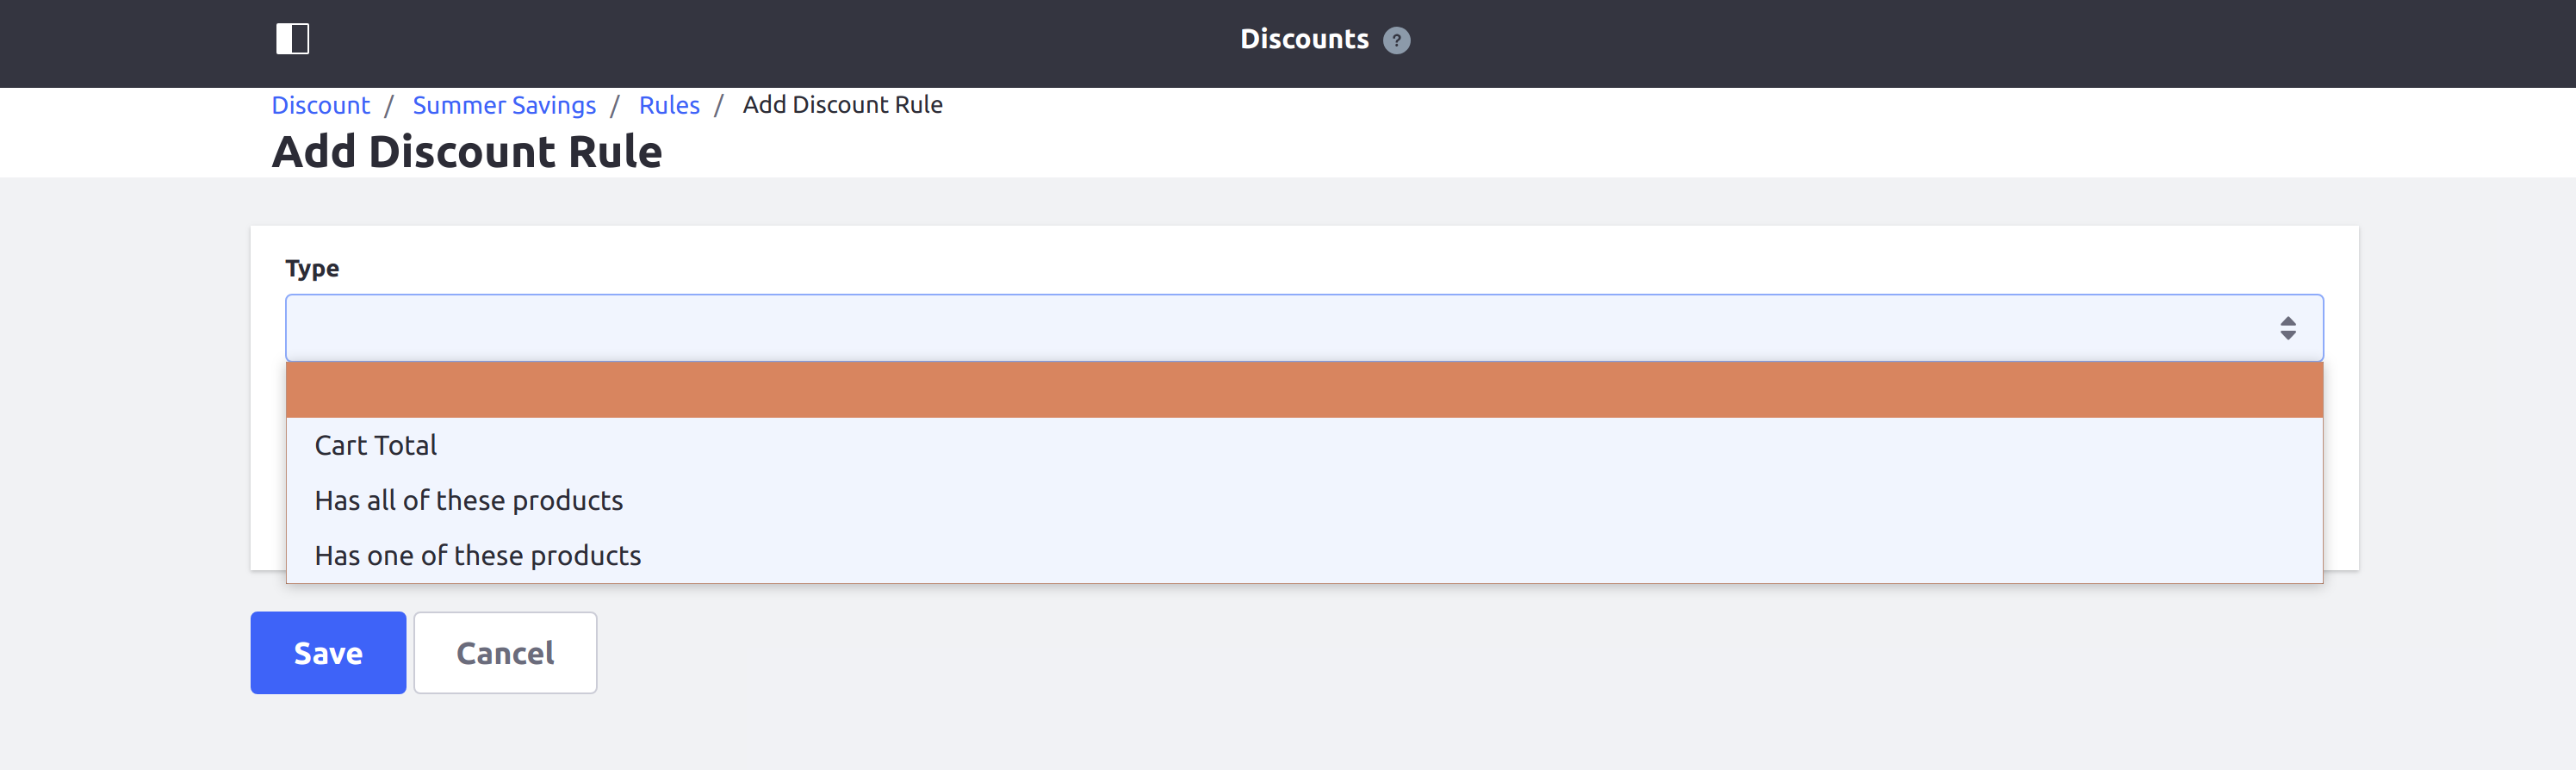 Discounts ?
Discount / Summer Savings / Rules / Add Discount Rule
Add Discount Rule
Type
Cart Total
Has all of these products
Has one of these products
Save Cancel